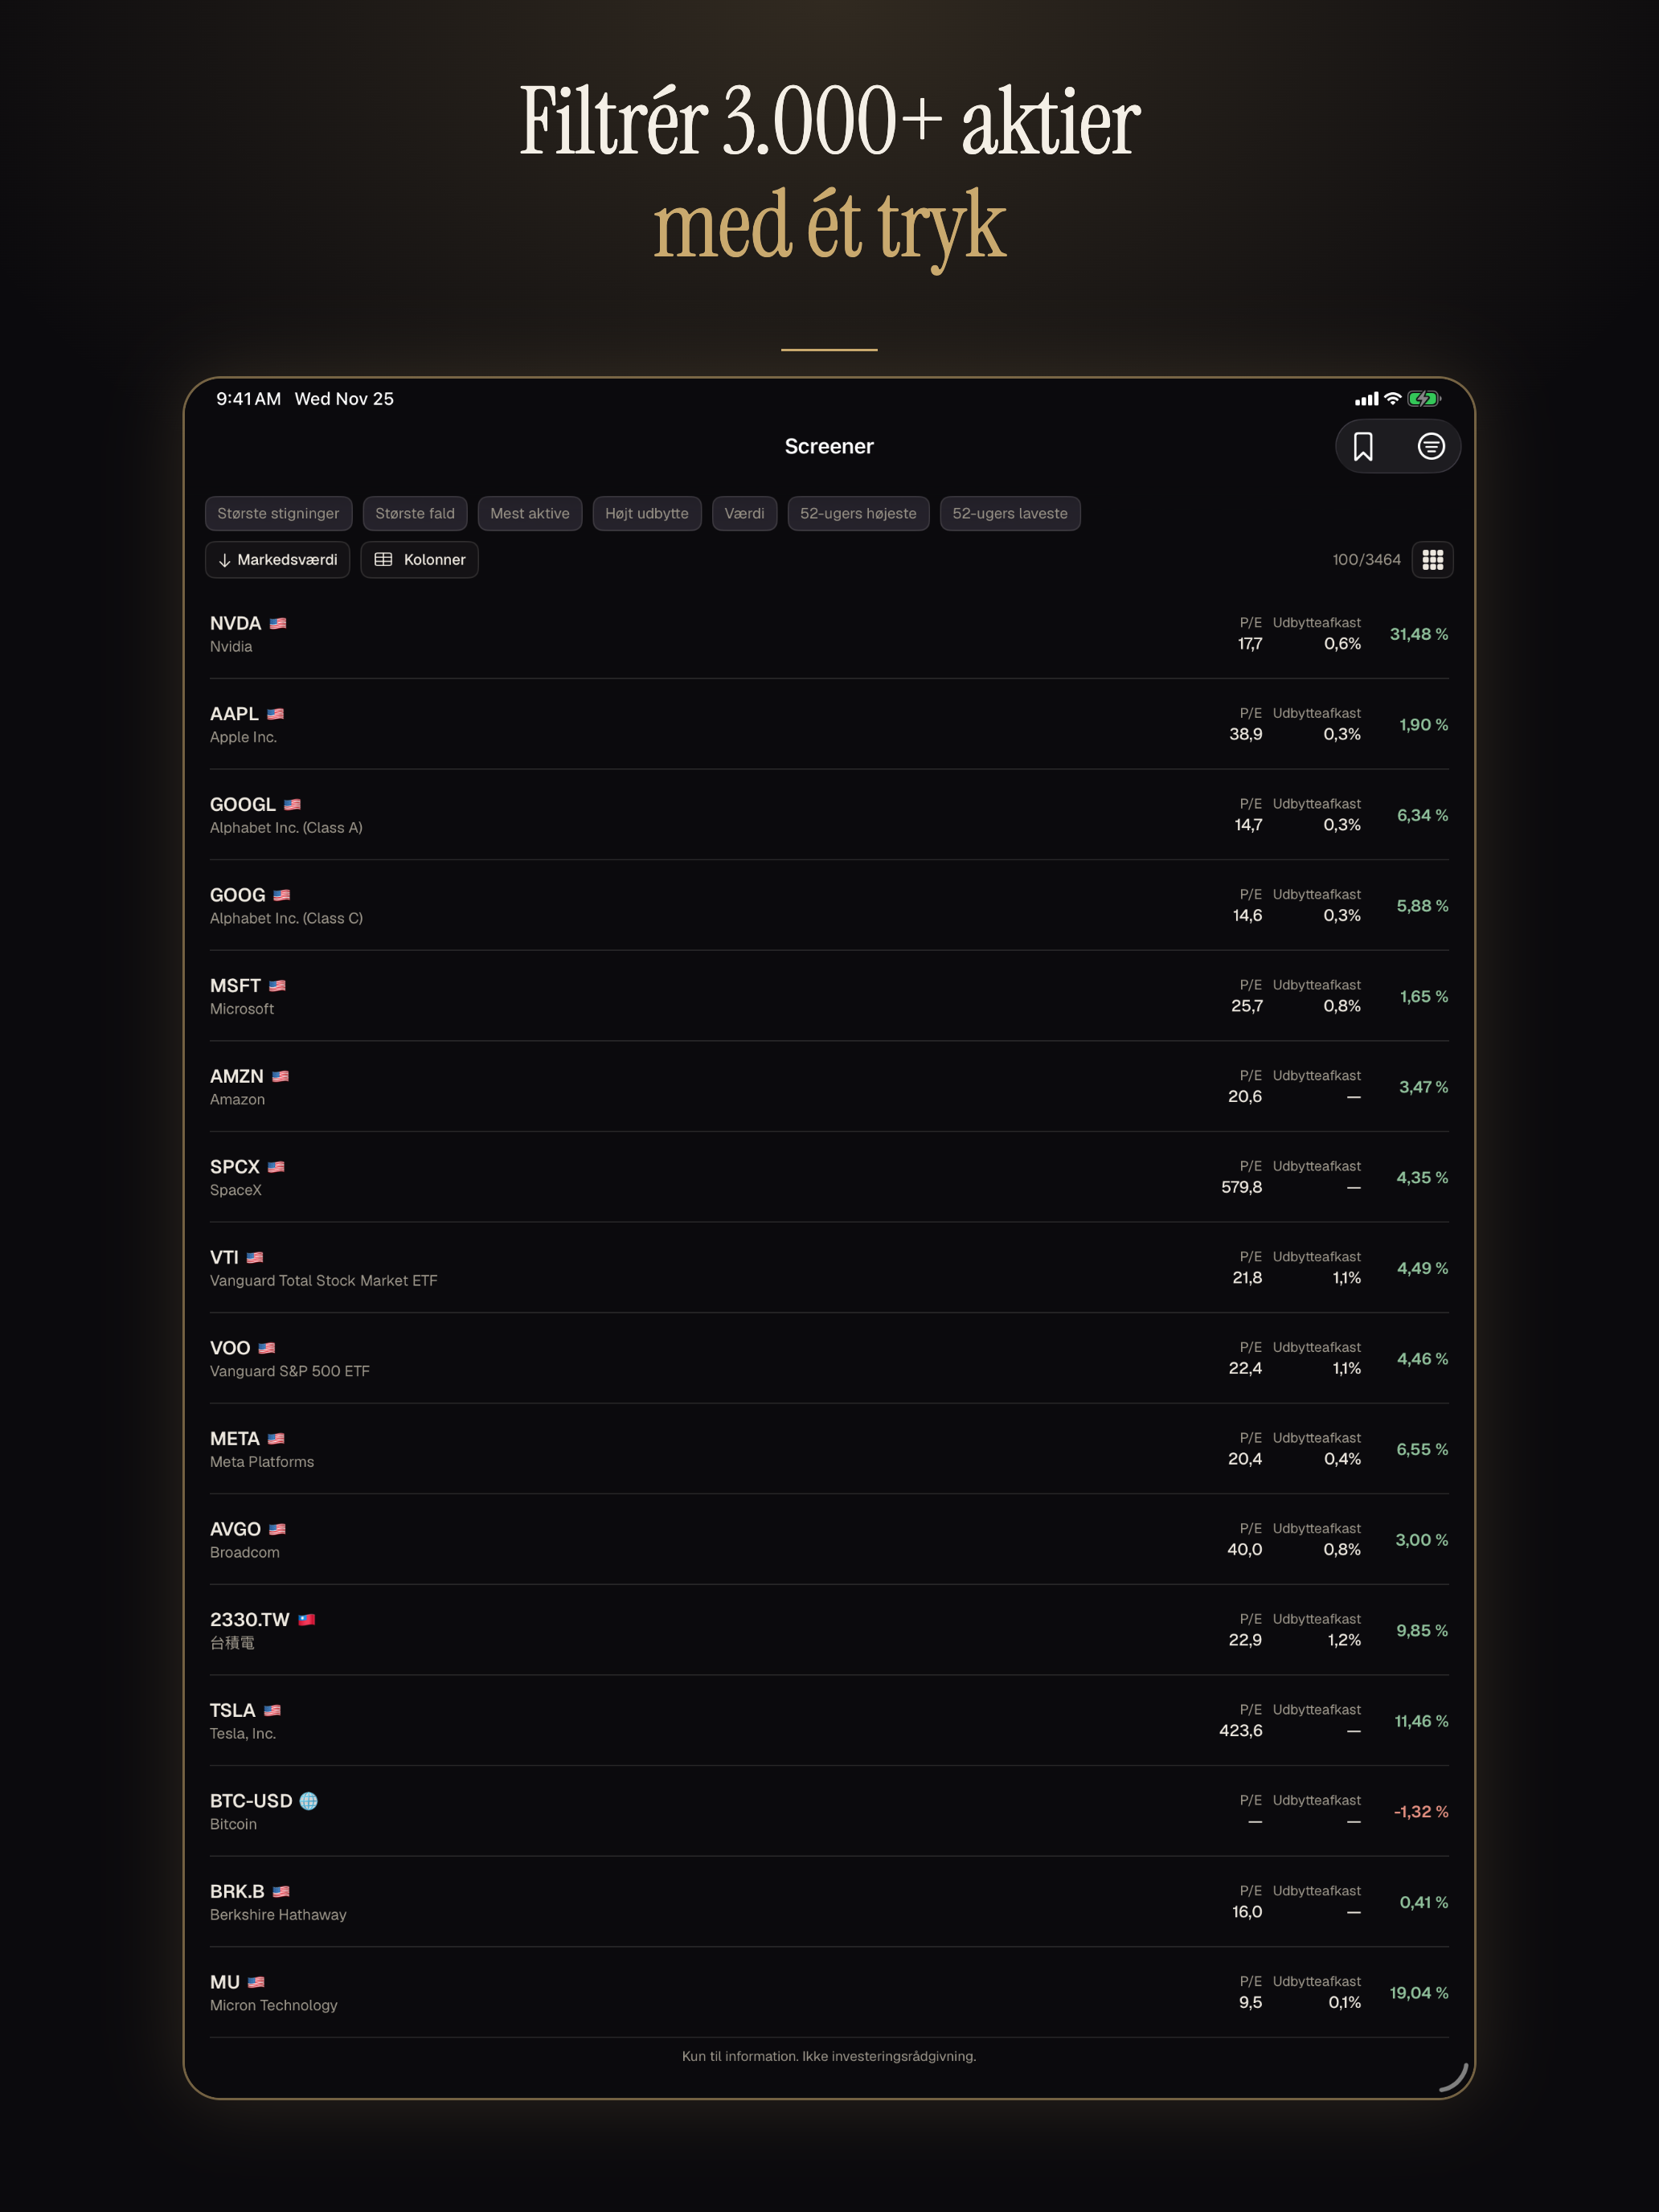 Filtrér 3.000+ aktier
med ét tryk
9:41 AM Wed Nov 25
Screener
Største stigninger Største fald Mest aktive Højt udbytte Værdi 52-ugers højeste 52-ugers laveste
↓ Markedsværdi Kolonner 100/3464
NVDA P/E Udbytteafkast 31,48 %
Nvidia 17,7 0,6%
AAPL P/E Udbytteafkast 1,90 %
Apple Inc. 38,9 0,3%
GOOGL P/E Udbytteafkast 6,34 %
Alphabet Inc. (Class A) 14,7 0,3%
GOOG P/E Udbytteafkast 5,88 %
Alphabet Inc. (Class C) 14,6 0,3%
MSFT P/E Udbytteafkast 1,65 %
Microsoft 25,7 0,8%
AMZN P/E Udbytteafkast 3,47 %
Amazon 20,6 —
SPCX P/E Udbytteafkast 4,35 %
SpaceX 579,8 —
VTI P/E Udbytteafkast 4,49 %
Vanguard Total Stock Market ETF 21,8 1,1%
VOO P/E Udbytteafkast 4,46 %
Vanguard S&P 500 ETF 22,4 1,1%
META P/E Udbytteafkast 6,55 %
Meta Platforms 20,4 0,4%
AVGO P/E Udbytteafkast 3,00 %
Broadcom 40,0 0,8%
2330.TW P/E Udbytteafkast 9,85 %
台積電 22,9 1,2%
TSLA P/E Udbytteafkast 11,46 %
Tesla, Inc. 423,6 —
BTC-USD P/E Udbytteafkast -1,32 %
Bitcoin — —
BRK.B P/E Udbytteafkast 0,41 %
Berkshire Hathaway 16,0 —
MU P/E Udbytteafkast 19,04 %
Micron Technology 9,5 0,1%
Kun til information. Ikke investeringsrådgivning.